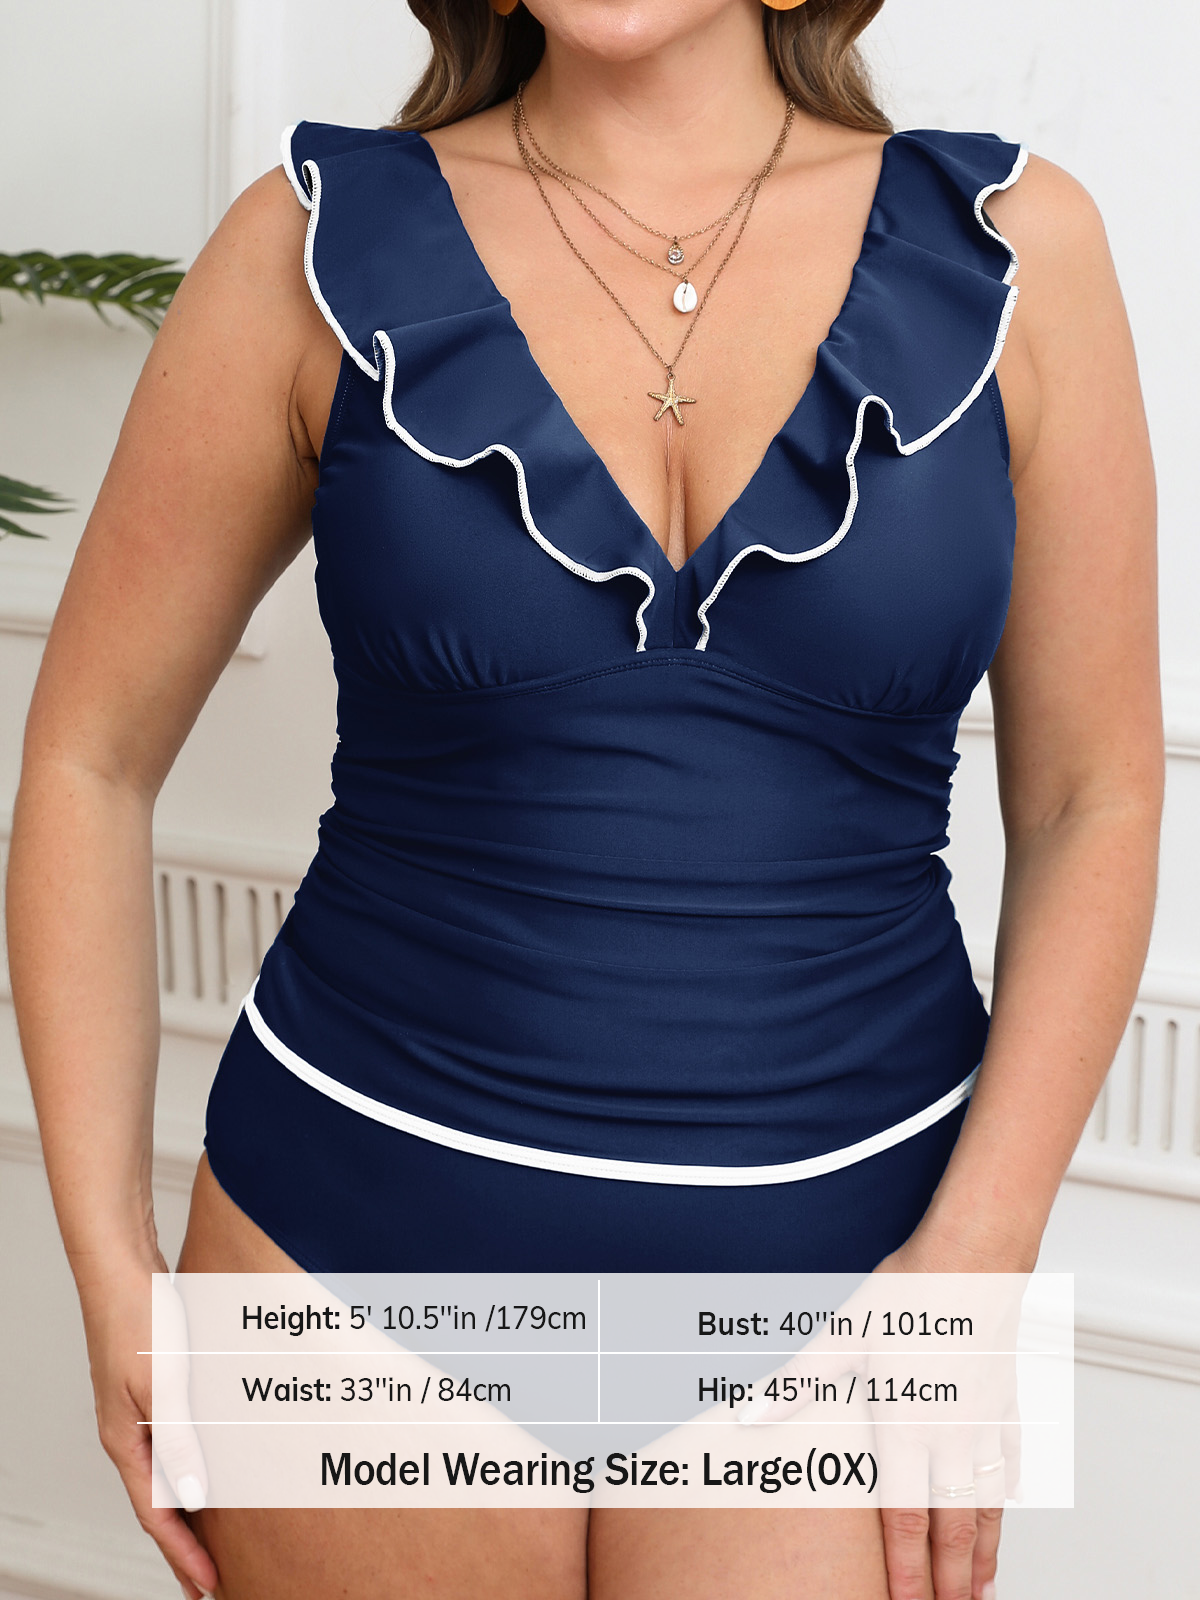 Height: 5' 10.5"in /179cm
Bust: 40"in / 101cm
Waist: 33"in / 84cm
Hip: 45"in / 114cm
Model Wearing Size: Large(0X)